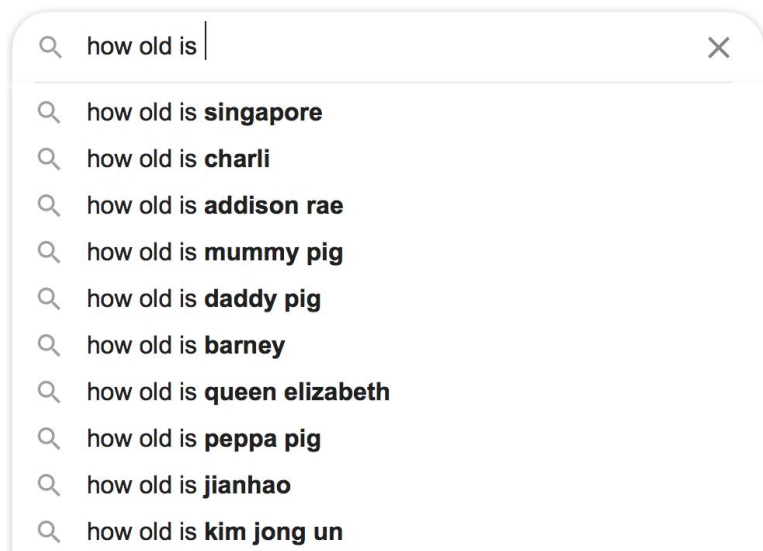 how old is
how old is singapore
how old is charli
how old is addison rae
how old is mummy pig
how old is daddy pig
how old is barney
how old is queen elizabeth
how old is peppa pig
how old is jianhao
how old is kim jong un